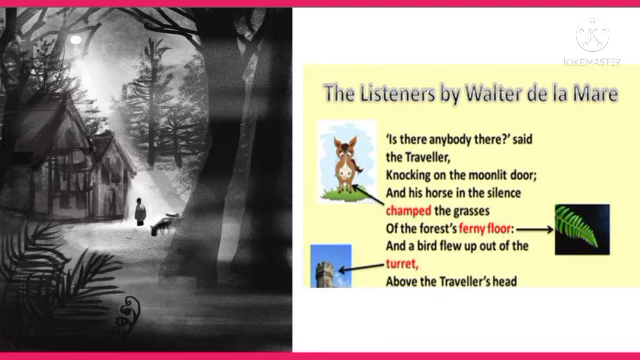 KINEMASTER
The Listeners by Walter de la Mare
‘Is there anybody there?’ said
the Traveller,
Knocking on the moonlit door;
And his horse in the silence
champed the grasses
Of the forest’s ferny floor:
And a bird flew up out of the
turret,
Above the Traveller’s head